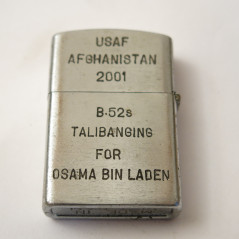 USAF
AFGHANISTAN
2001
B-52s
TALIBANGING
FOR
OSAMA BIN LADEN